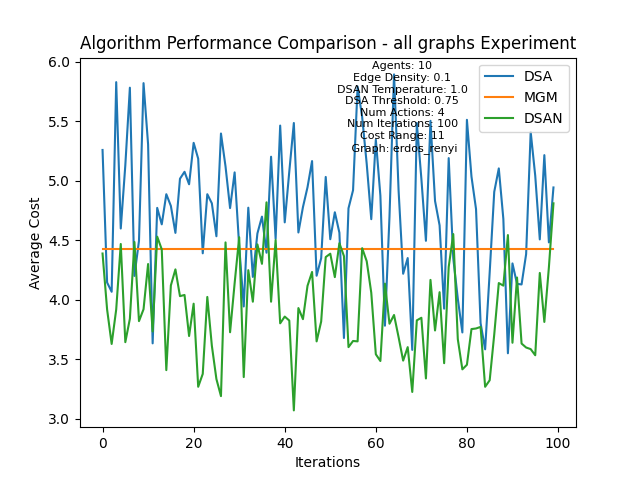 Algorithm Performance Comparison - all graphs Experiment
Agents: 10
Edge Density: 0.1
DSAN Temperature: 1.0
DSA Threshold: 0.75
Num Actions: 4
Num Iterations: 100
Cost Range: 11
Graph: erdos_renyi
DSA
MGM
DSAN
Average Cost
6.0
5.5
5.0
4.5
4.0
3.5
3.0
0 20 40 60 80 100
Iterations